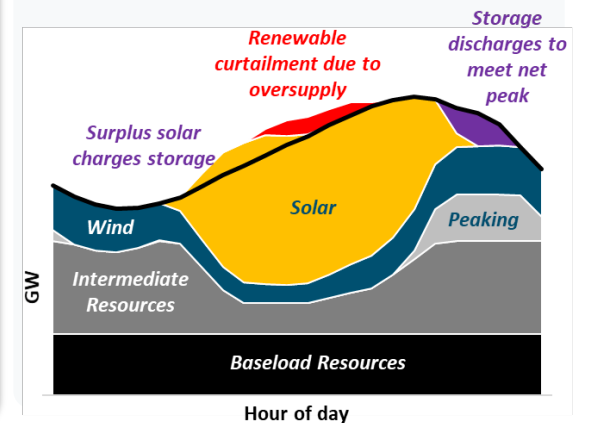 Storage
discharges to
meet net
peak
Renewable
curtailment due to
oversupply
Surplus solar
charges storage
Solar
Wind
Peaking
Intermediate
Resources
GW
Baseload Resources
Hour of day